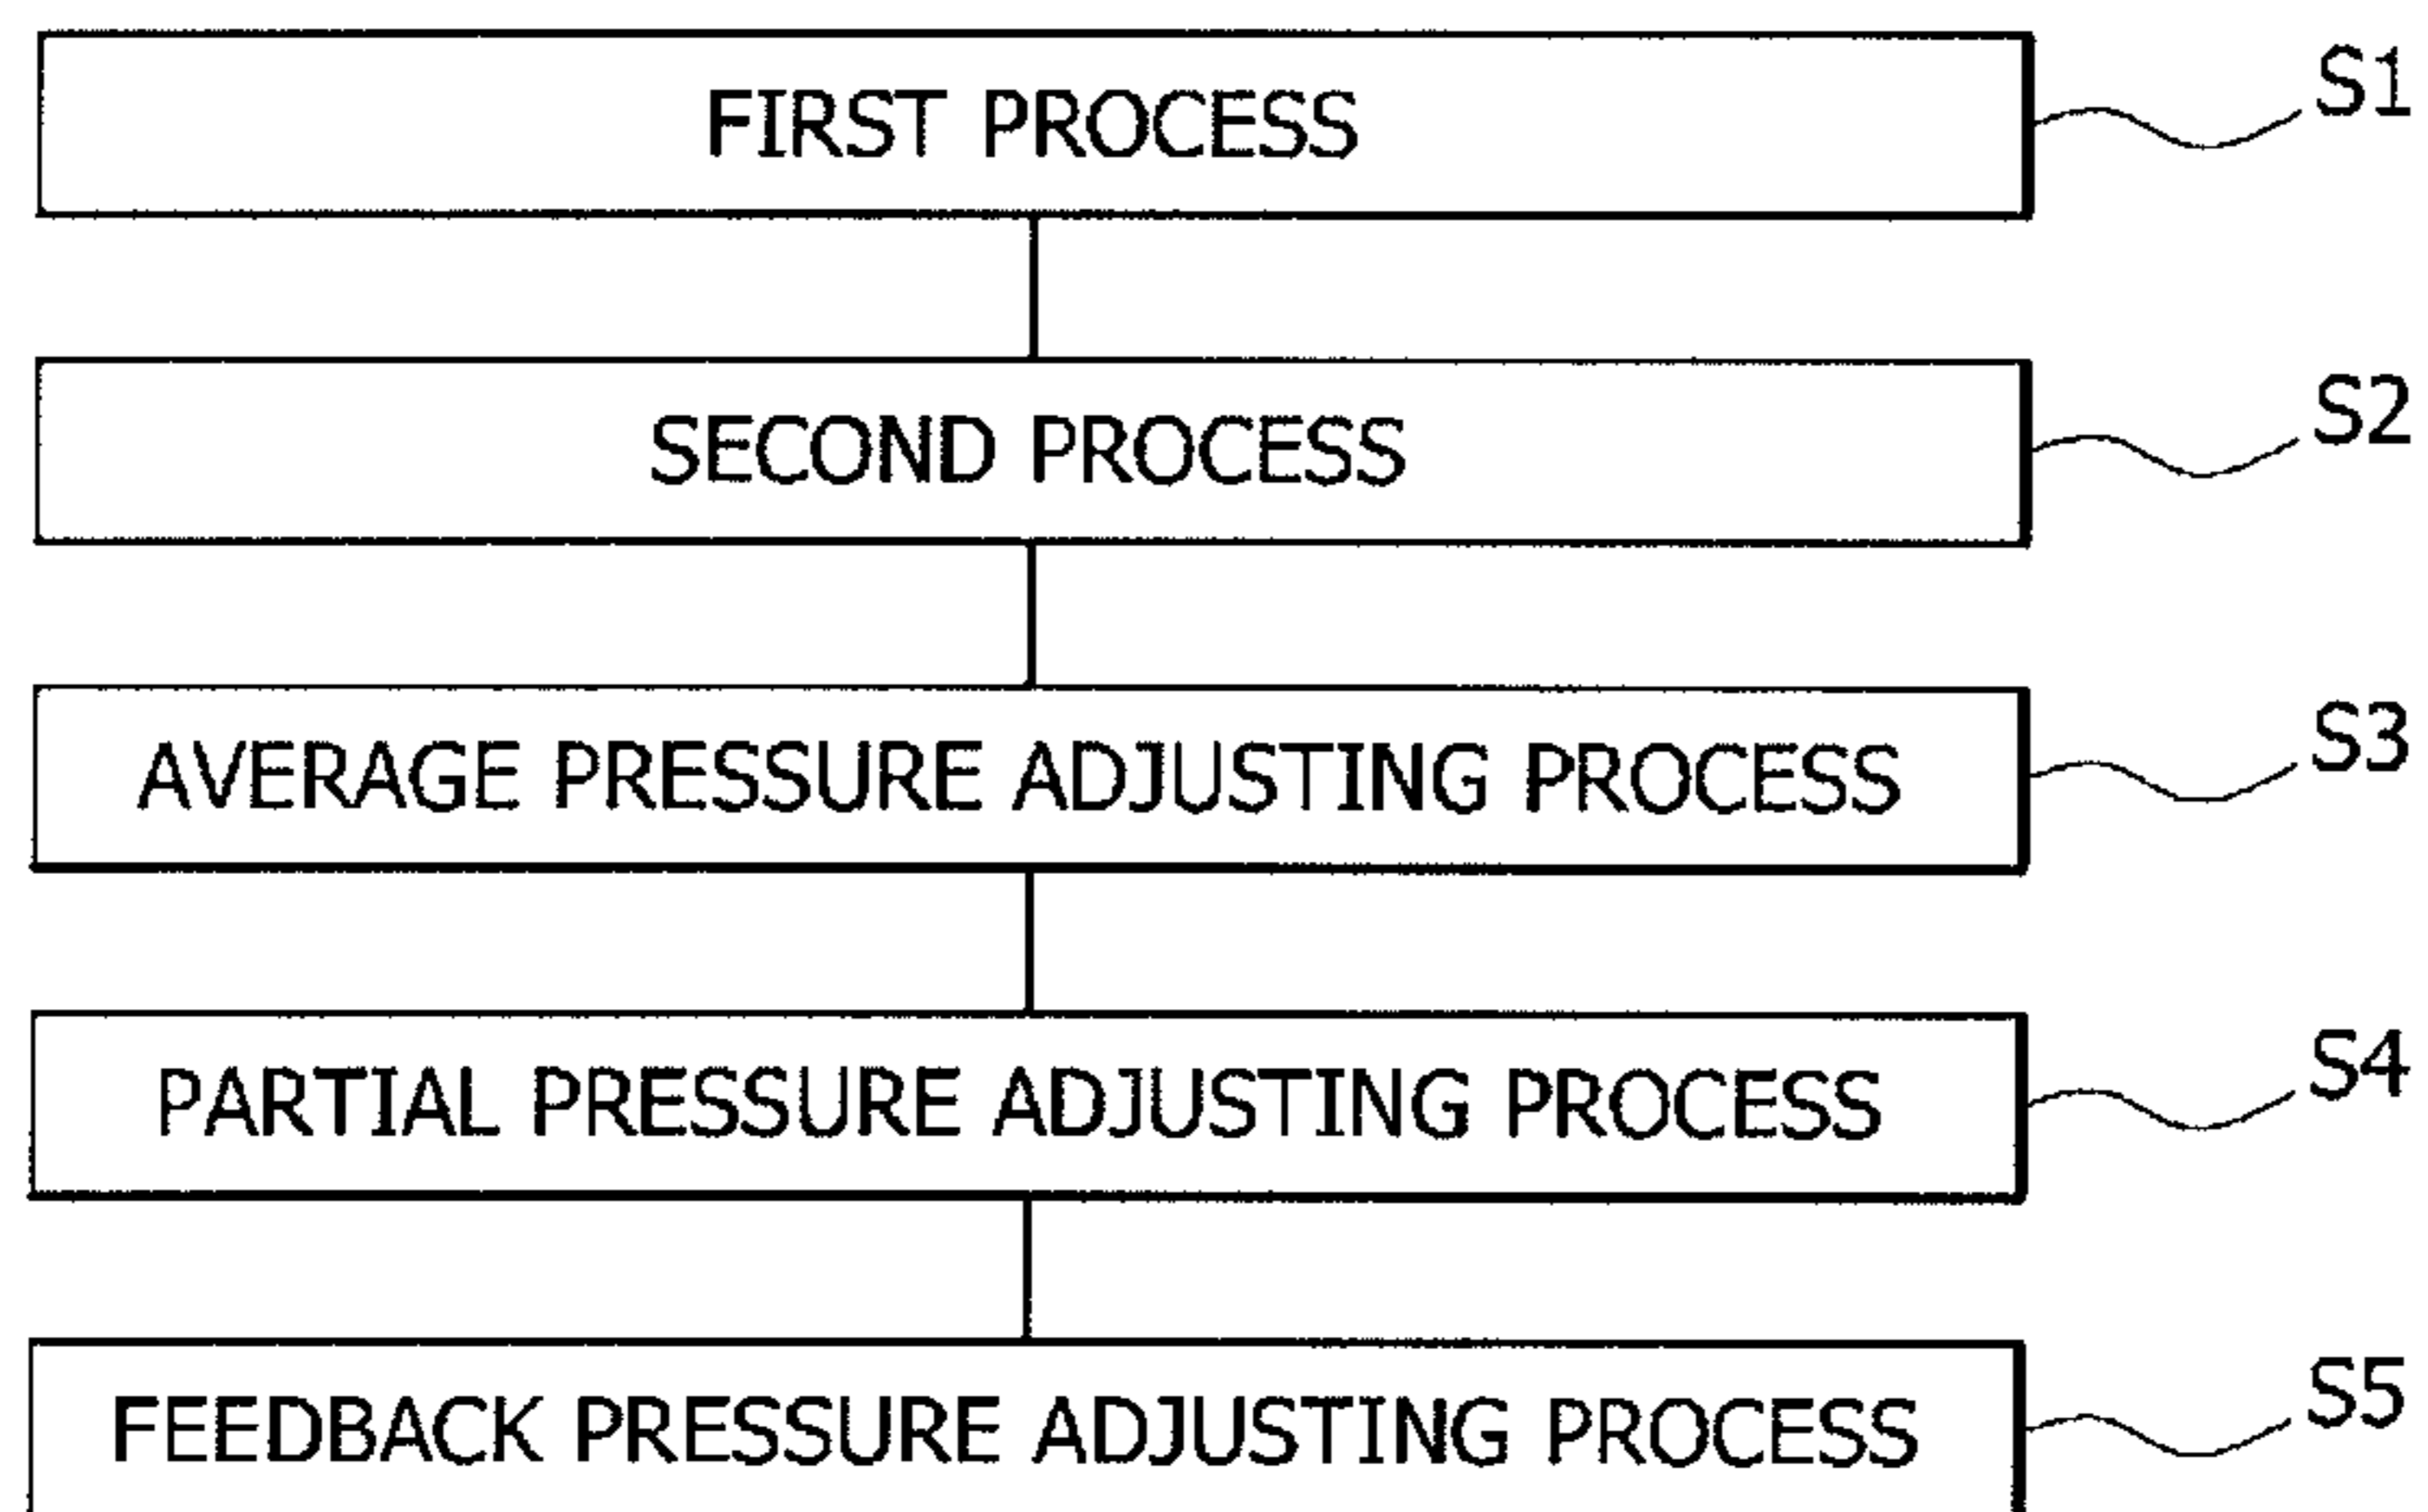 FIRST PROCESS S1
SECOND PROCESS S2
AVERAGE PRESSURE ADJUSTING PROCESS S3
PARTIAL PRESSURE ADJUSTING PROCESS S4
FEEDBACK PRESSURE ADJUSTING PROCESS S5